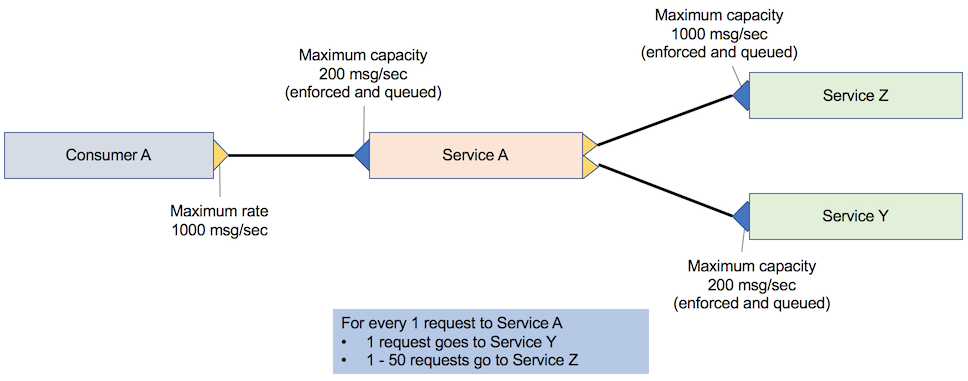 Maximum capacity
1000 msg/sec
(enforced and queued)
Maximum capacity
200 msg/sec
(enforced and queued)
Service Z
Consumer A
Service A
Maximum rate
1000 msg/sec
Service Y
Maximum capacity
200 msg/sec
(enforced and queued)
For every 1 request to Service A
• 1 request goes to Service Y
• 1 - 50 requests go to Service Z